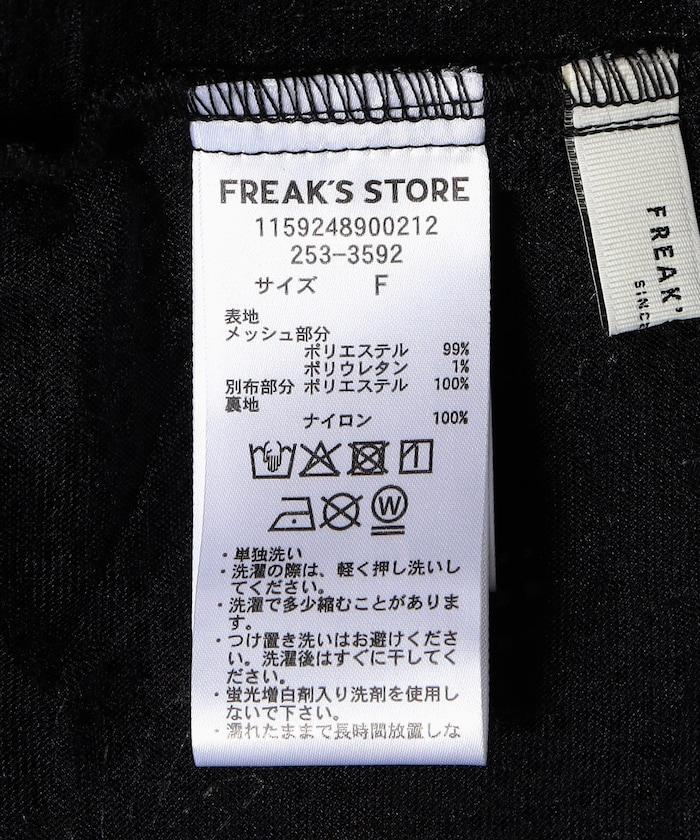 FREAK'S STORE
1159248900212
253-3592
サイズ F
表地
メッシュ部分
ポリエステル 99%
ポリウレタン 1%
別布部分 ポリエステル 100%
裏地
ナイロン 100%
W
・単独洗い
・洗濯の際は、軽く押し洗いし
てください。
・洗濯で多少縮むことがありま
す。
・つけ置き洗いはお避けくださ
い。洗濯後はすぐに干してく
ださい。
・蛍光増白剤入り洗剤を使用し
ないで下さい。
・濡れたままで長時間放置しな
FREAK'
SINCE